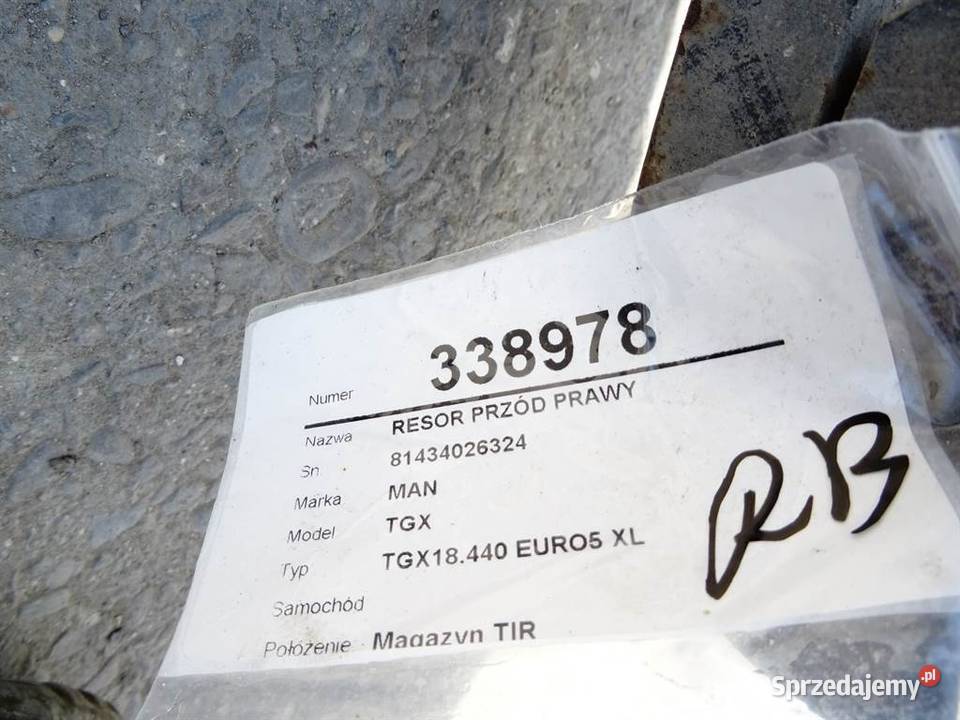 Numer 338978
Nazwa RESOR PRZÓD PRAWY
Sn 81434026324
Marka MAN
Model TGX
Typ TGX18.440 EURO5 XL
Samochód
Położenie Magazyn TIR
RB
Sprzedajemy.pl